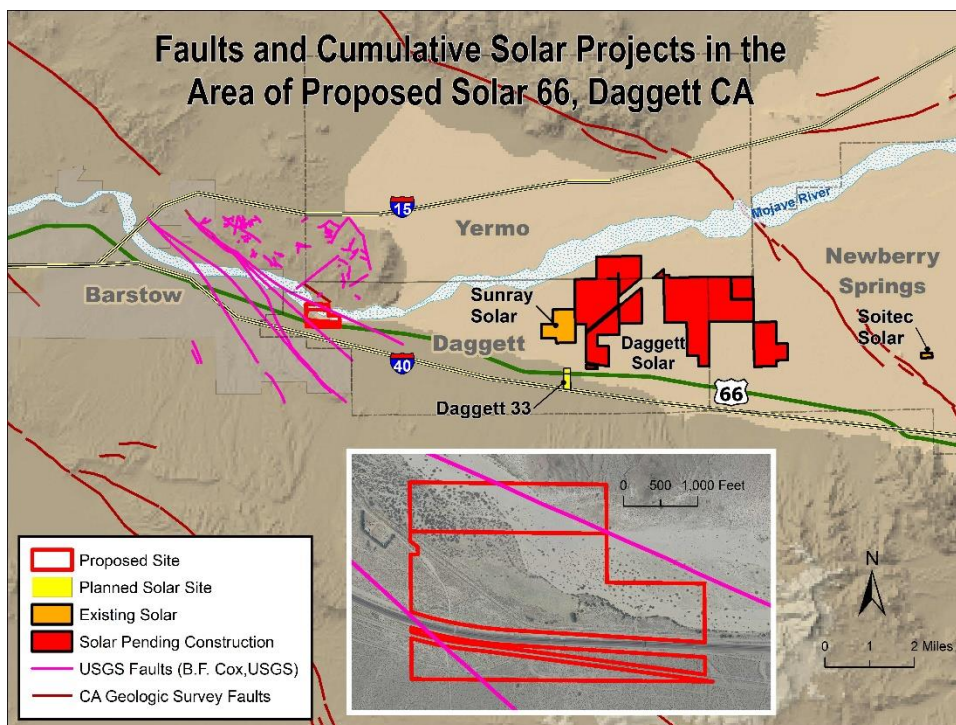 Faults and Cumulative Solar Projects in the
Area of Proposed Solar 66, Daggett CA
15
Mojave River
Yermo
Newberry
Springs
Barstow
Sunray
Solar
Soitec
Solar
Daggett
Daggett
Solar
40
66
Daggett 33
0 500 1,000 Feet
Proposed Site
Planned Solar Site
Existing Solar
Solar Pending Construction
USGS Faults (B.F. Cox,USGS)
CA Geologic Survey Faults
N
0 1 2 Miles